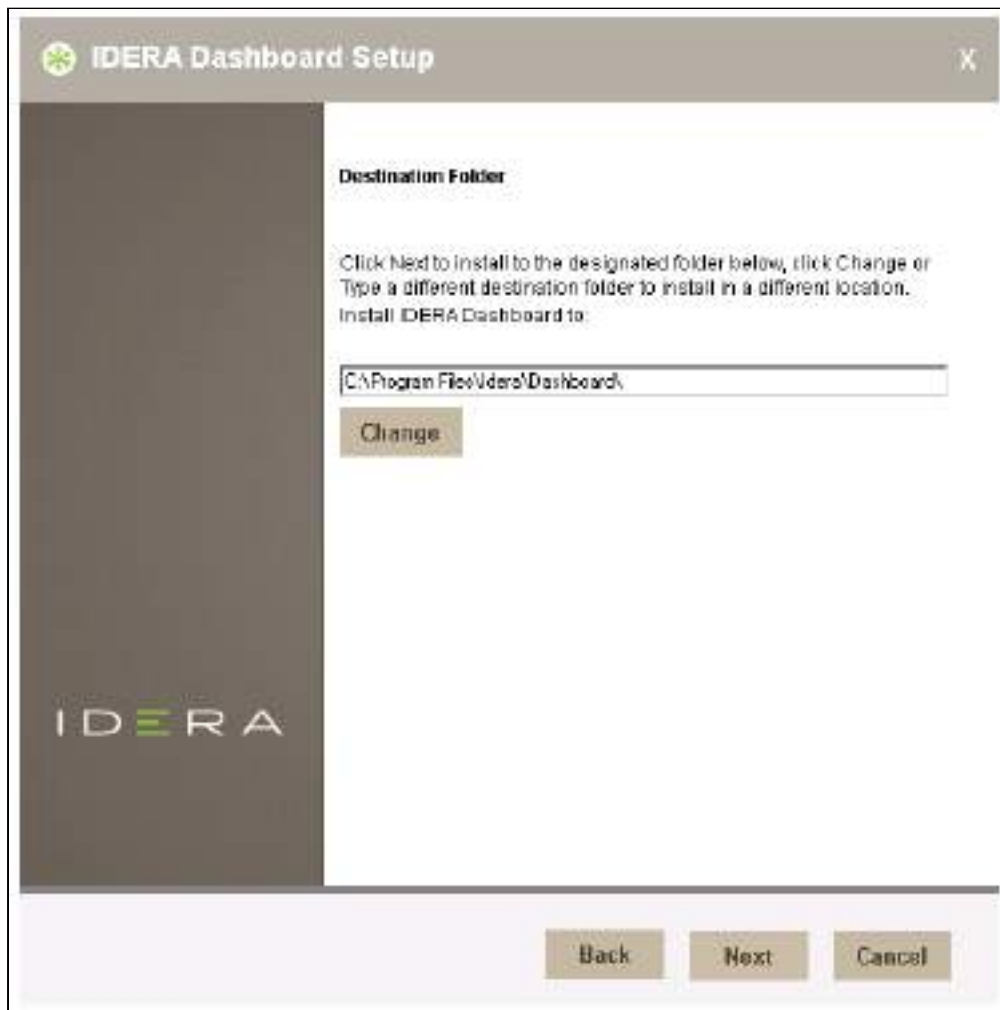 IDERA Dashboard Setup
X
Destination Folder
Click Next to install to the designated folder below, click Change or
Type a different destination folder to install in a different location.
Install IDERA Dashboard to:
C:\Program Files\Idera\Dashboard\
Change
IDERA
Back
Next
Cancel